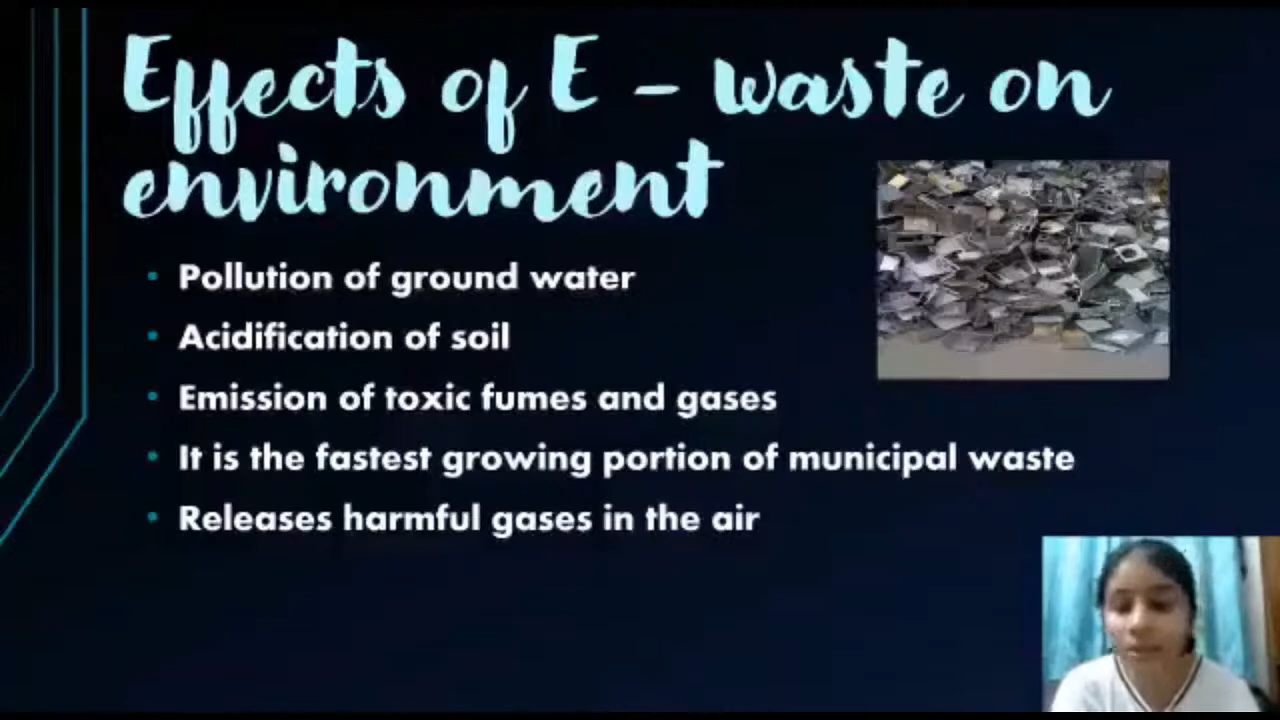 Effects of E - waste on
environment
• Pollution of ground water
• Acidification of soil
• Emission of toxic fumes and gases
• It is the fastest growing portion of municipal waste
• Releases harmful gases in the air